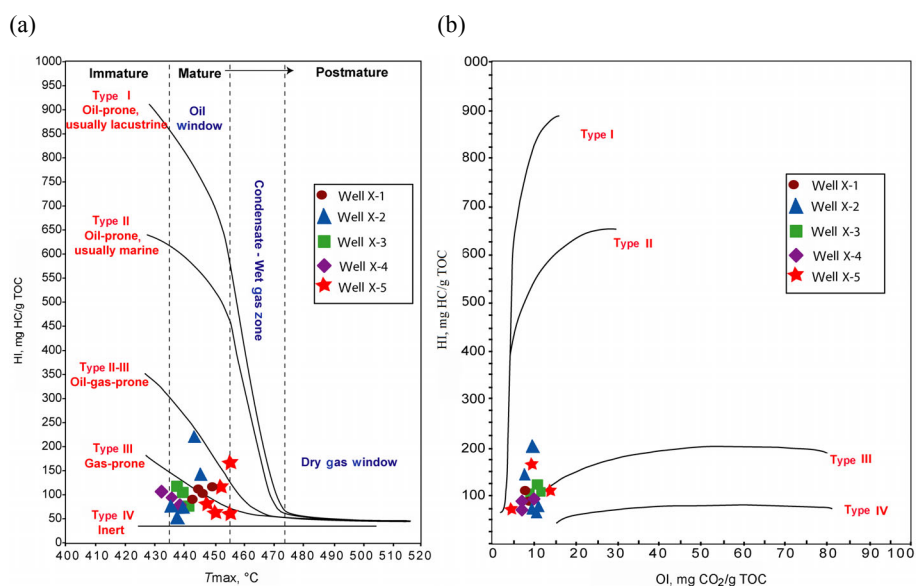 (a)
(b)
1000
950
900
850
800
750
700
650
600
550
500
450
400
350
300
250
200
150
100
50
HI, mg HC/g TOC
Immature
Mature
Postmature
Type I
Oil-prone,
usually lacustrine
Oil
window
Type II
Oil-prone,
usually marine
Condensate - Wet gas zone
Type II-III
Oil-gas-prone
Type III
Gas-prone
Type IV
Inert
Dry gas window
Well X-1
Well X-2
Well X-3
Well X-4
Well X-5
400 410 420 430 440 450 460 470 480 490 500 510
Tmax, °C
000
900
800
700
600
500
400
300
200
100
HI, mg HC/g TOC
Type I
Type II
Type III
Type IV
Well X-1
Well X-2
Well X-3
Well X-4
Well X-5
0 10 20 30 40 50 60 70 80 90 100
OI, mg CO2/g TOC